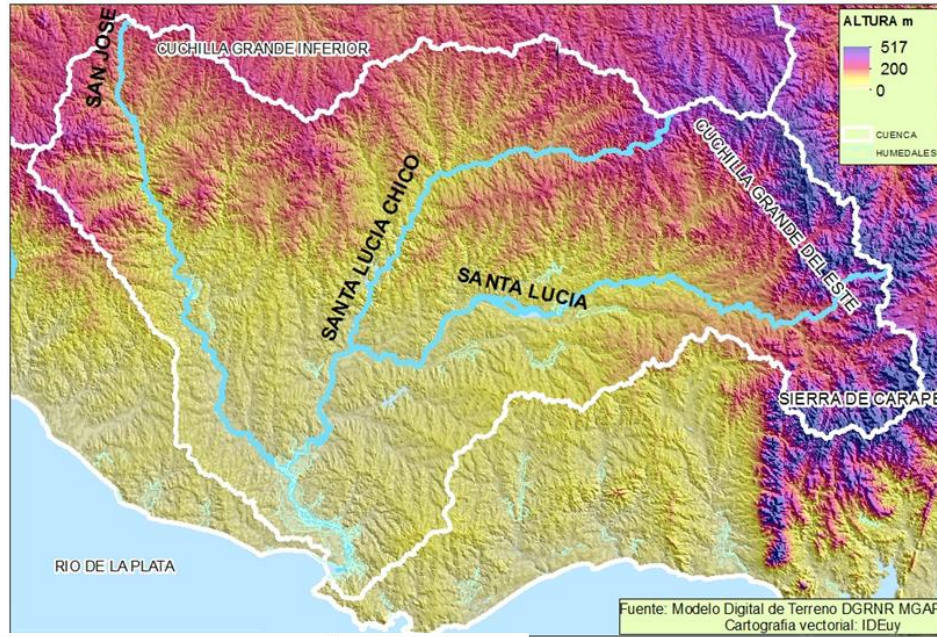 ALTURA m
517
200
0
CUENCA
HUMEDALES
SAN JOSE
CUCHILLA GRANDE INFERIOR
CUCHILLA GRANDE DEL ESTE
SANTA LUCIA CHICO
SANTA LUCIA
SIERRA DE CARAPE
RIO DE LA PLATA
Fuente: Modelo Digital de Terreno DGRNR MGAP
Cartografia vectorial: IDEuy